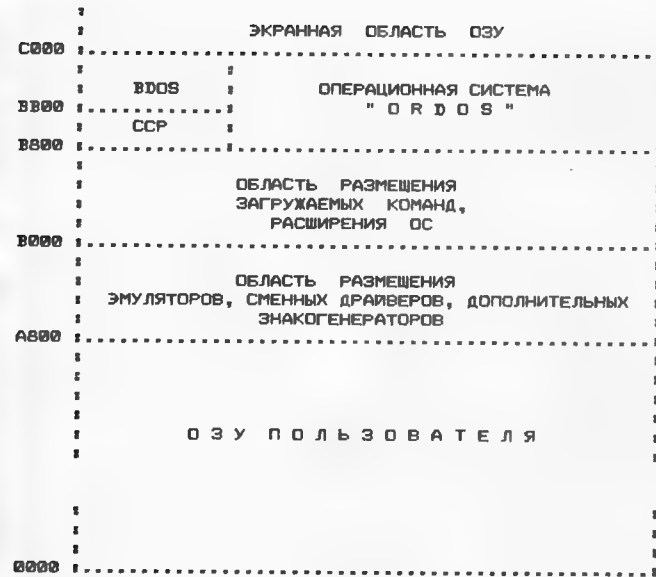 ЭКРАННАЯ ОБЛАСТЬ ОЗУ
C000
BDOS ОПЕРАЦИОННАЯ СИСТЕМА
BB00 " O R D O S "
CCP
B800
ОБЛАСТЬ РАЗМЕЩЕНИЯ
ЗАГРУЖАЕМЫХ КОМАНД,
РАСШИРЕНИЯ ОС
B000
ОБЛАСТЬ РАЗМЕЩЕНИЯ
ЭМУЛЯТОРОВ, СМЕННЫХ ДРАЙВЕРОВ, ДОПОЛНИТЕЛЬНЫХ
ЗНАКОГЕНЕРАТОРОВ
A800
О З У П О Л Ь З О В А Т Е Л Я
0000